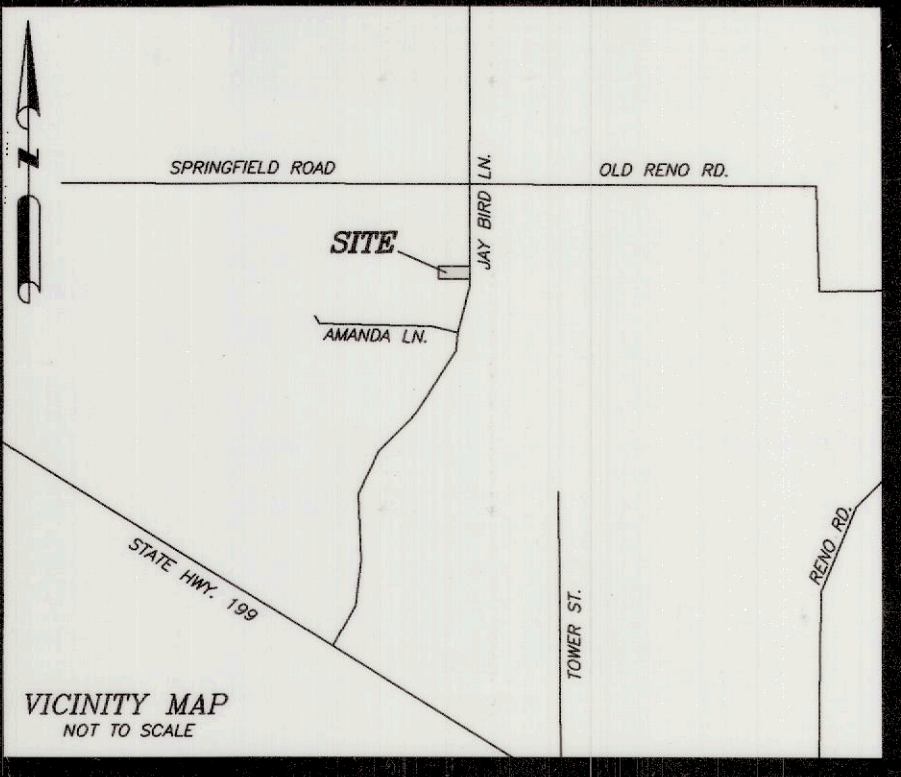 N
SPRINGFIELD ROAD
OLD RENO RD.
JAY BIRD LN.
SITE
AMANDA LN.
STATE HWY. 199
RENO RD.
TOWER ST.
VICINITY MAP
NOT TO SCALE